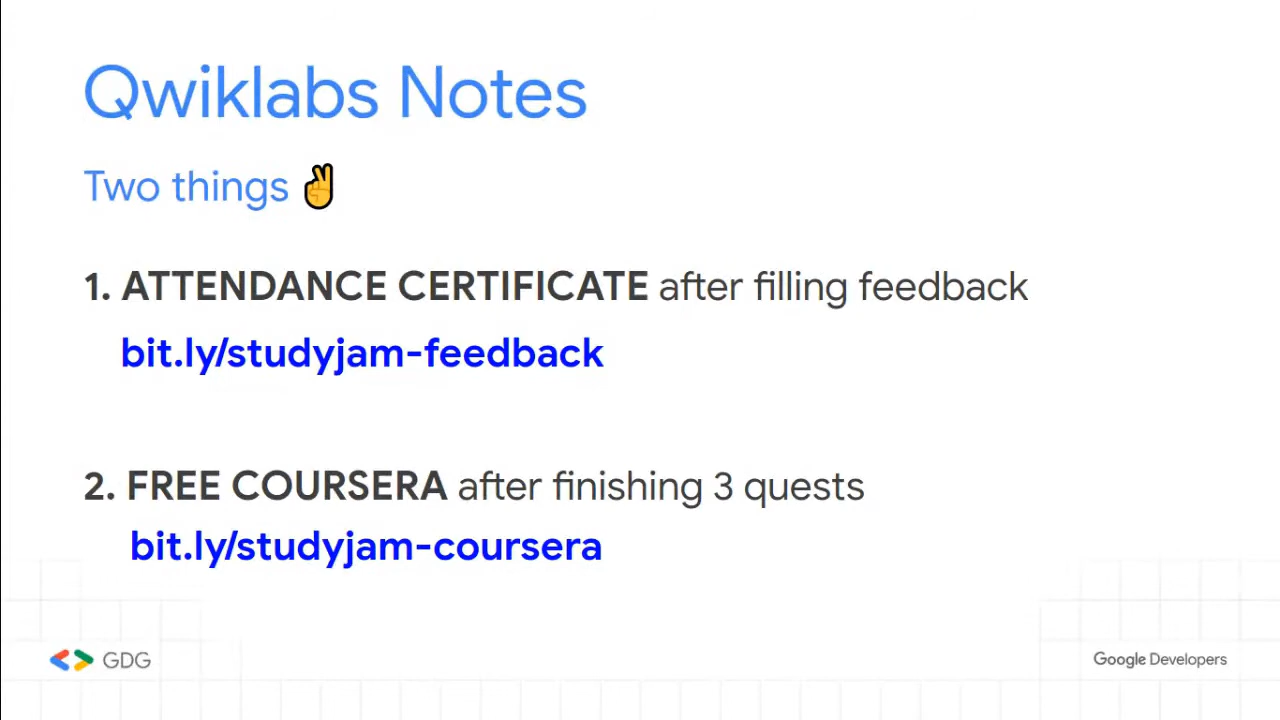 Qwiklabs Notes
Two things ✌
1. ATTENDANCE CERTIFICATE after filling feedback
bit.ly/studyjam-feedback
2. FREE COURSERA after finishing 3 quests
bit.ly/studyjam-coursera
GDG
Google Developers